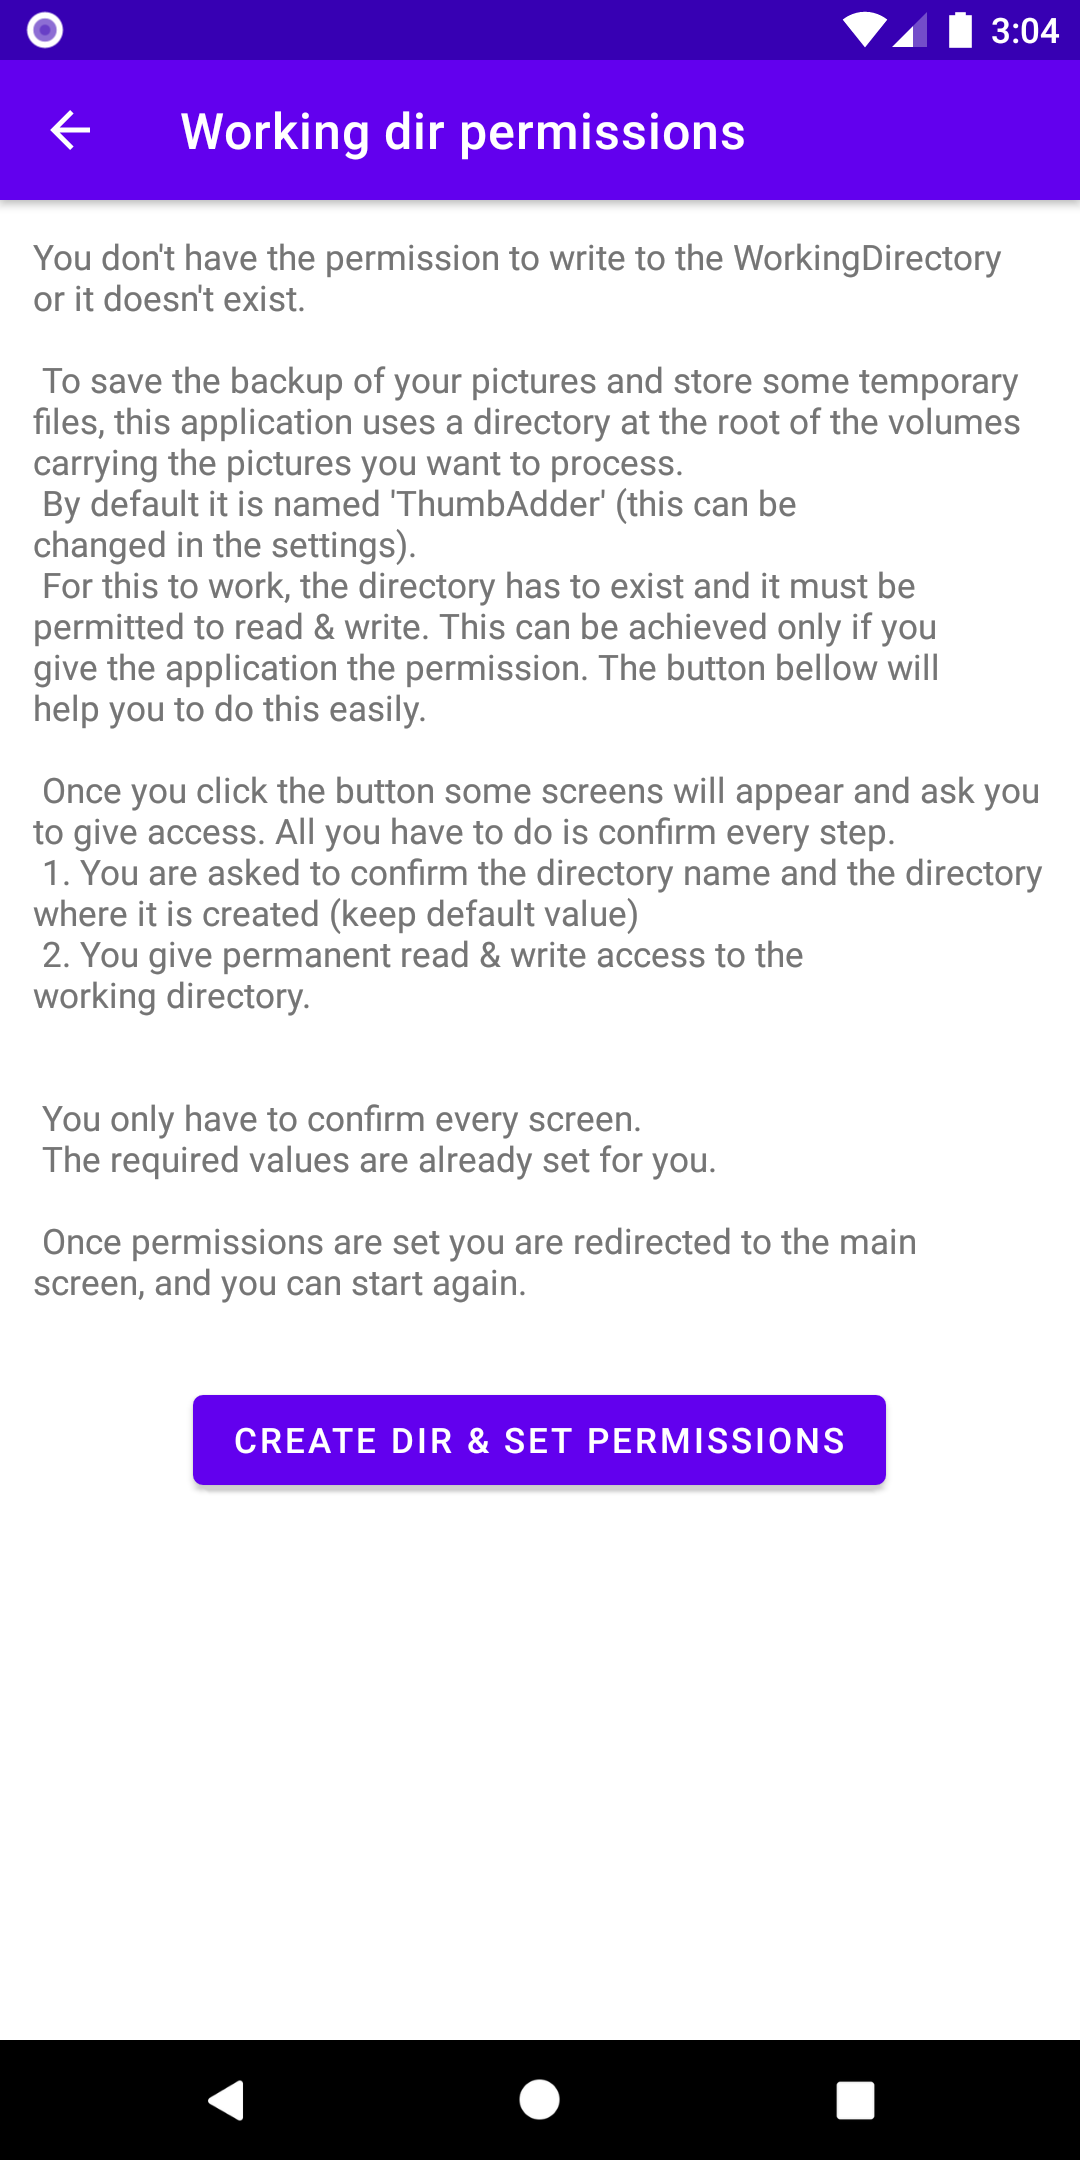 3:04
Working dir permissions
You don't have the permission to write to the WorkingDirectory
or it doesn't exist.
To save the backup of your pictures and store some temporary
files, this application uses a directory at the root of the volumes
carrying the pictures you want to process.
By default it is named 'ThumbAdder' (this can be
changed in the settings).
For this to work, the directory has to exist and it must be
permitted to read & write. This can be achieved only if you
give the application the permission. The button bellow will
help you to do this easily.
Once you click the button some screens will appear and ask you
to give access. All you have to do is confirm every step.
1. You are asked to confirm the directory name and the directory
where it is created (keep default value)
2. You give permanent read & write access to the
working directory.
You only have to confirm every screen.
The required values are already set for you.
Once permissions are set you are redirected to the main
screen, and you can start again.
CREATE DIR & SET PERMISSIONS